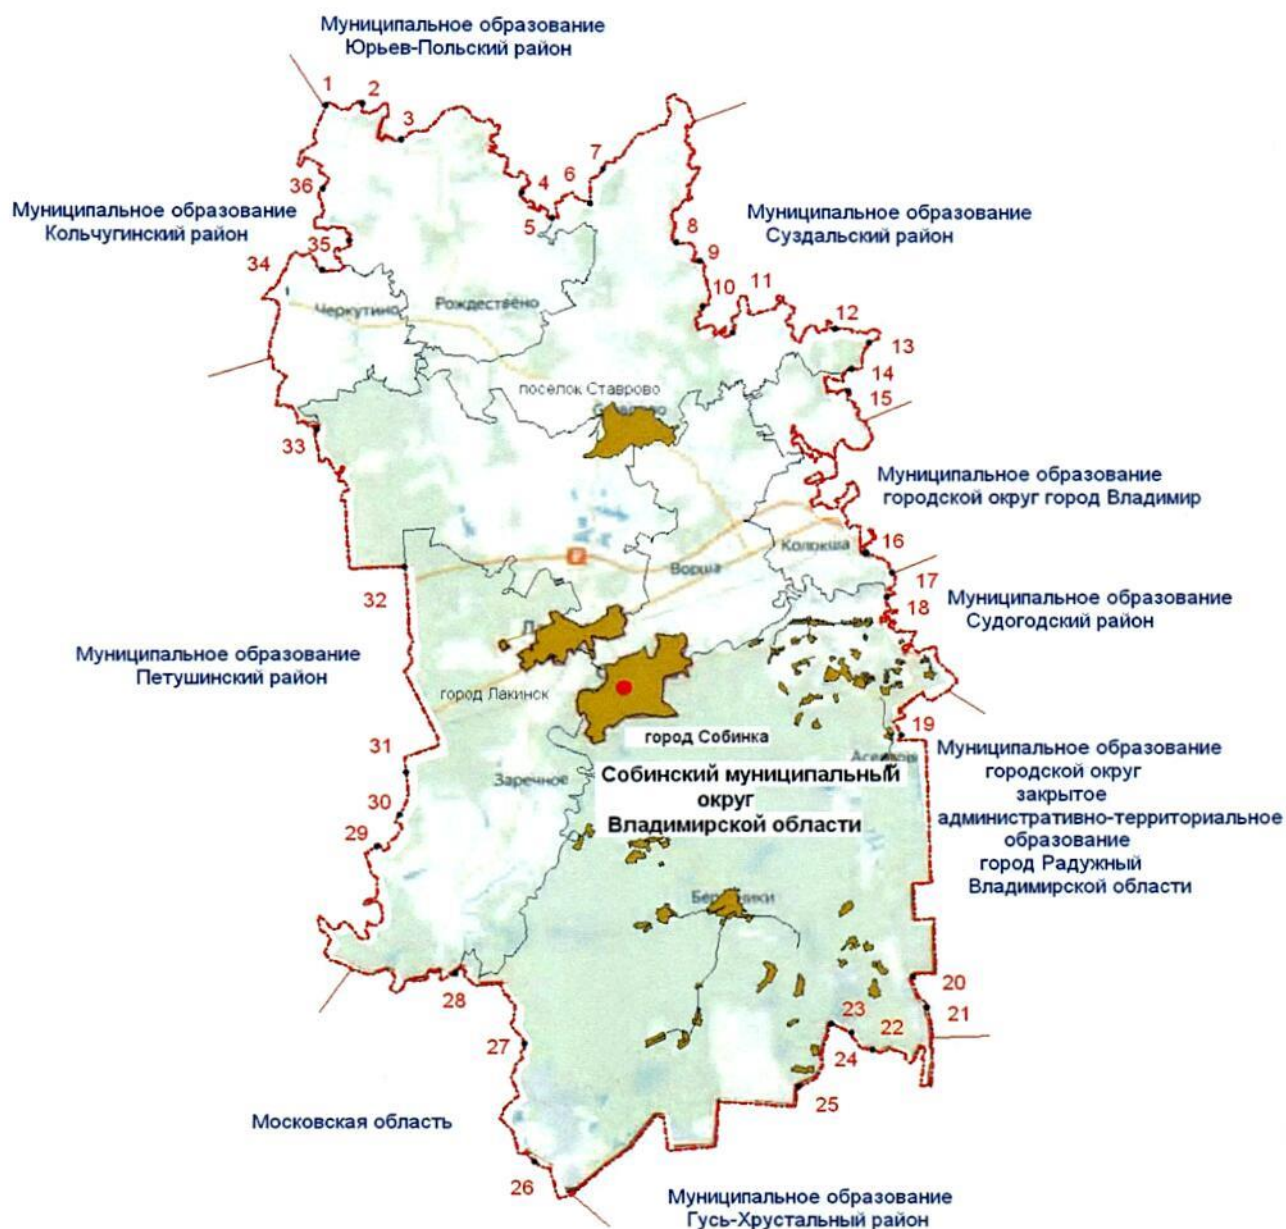 Муниципальное образование
Юрьев-Польский район
1
2
3
7
6
4
5
36
Муниципальное образование
Кольчугинский район
35
34
Муниципальное образование
Суздальский район
8
9
10
11
12
13
14
15
Черкутино
Рождествено
поселок Ставрово
33
Муниципальное образование
городской округ город Владимир
Колокша
16
Ворша
17
32
18
Муниципальное образование
Судогодский район
Муниципальное образование
Петушинский район
город Лакинск
19
город Собинка
31
Муниципальное образование
городской округ
закрытое
административно-территориальное
образование
город Радужный
Владимирской области
Заречное
Собинский муниципальный
округ
Владимирской области
30
29
28
20
21
23
22
24
27
25
Московская область
26
Муниципальное образование
Гусь-Хрустальный район